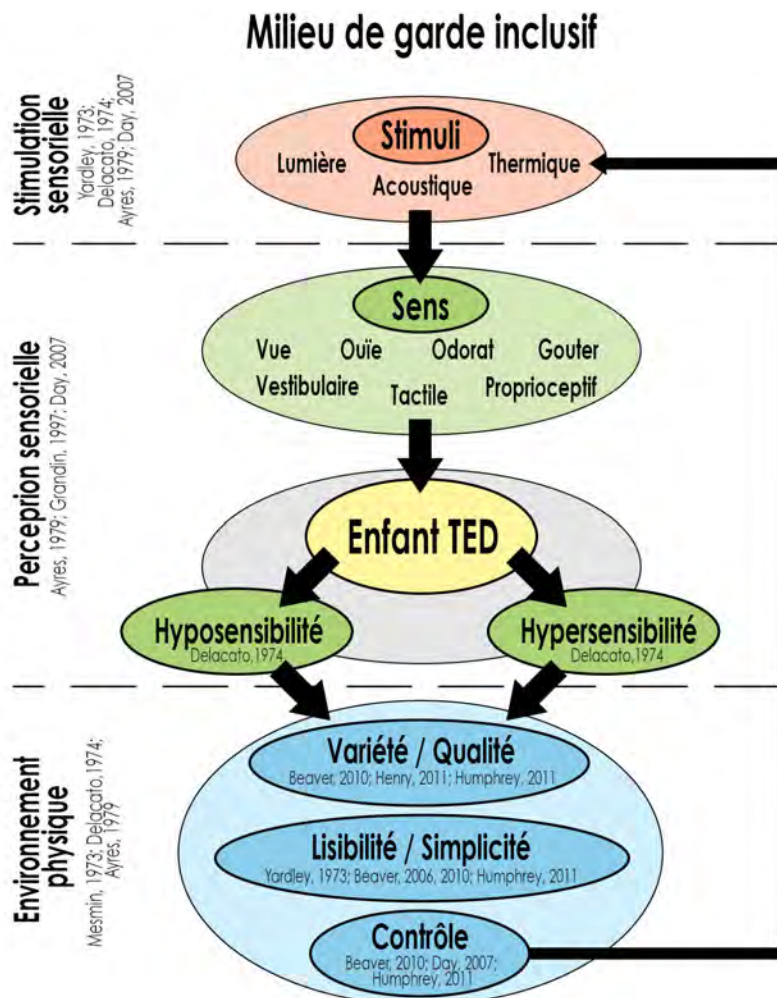 Milieu de garde inclusif
Stimulation
sensorielle
Yardley, 1973;
Delacato, 1974;
Ayres, 1979; Day, 2007
Stimuli
Lumière
Thermique
Acoustique
Perception sensorielle
Ayres, 1979; Grandin, 1997; Day, 2007
Sens
Vue Ouïe Odorat Gouter
Vestibulaire Tactile Proprioceptif
Enfant TED
Hyposensibilité
Delacato,1974
Hypersensibilité
Delacato,1974
Environnement
physique
Mesmin, 1973; Delacato,1974;
Ayres, 1979
Variété / Qualité
Beaver, 2010; Henry, 2011; Humphrey, 2011
Lisibilité / Simplicité
Yardley, 1973; Beaver, 2006, 2010; Humphrey, 2011
Contrôle
Beaver, 2010; Day, 2007;
Humphrey, 2011